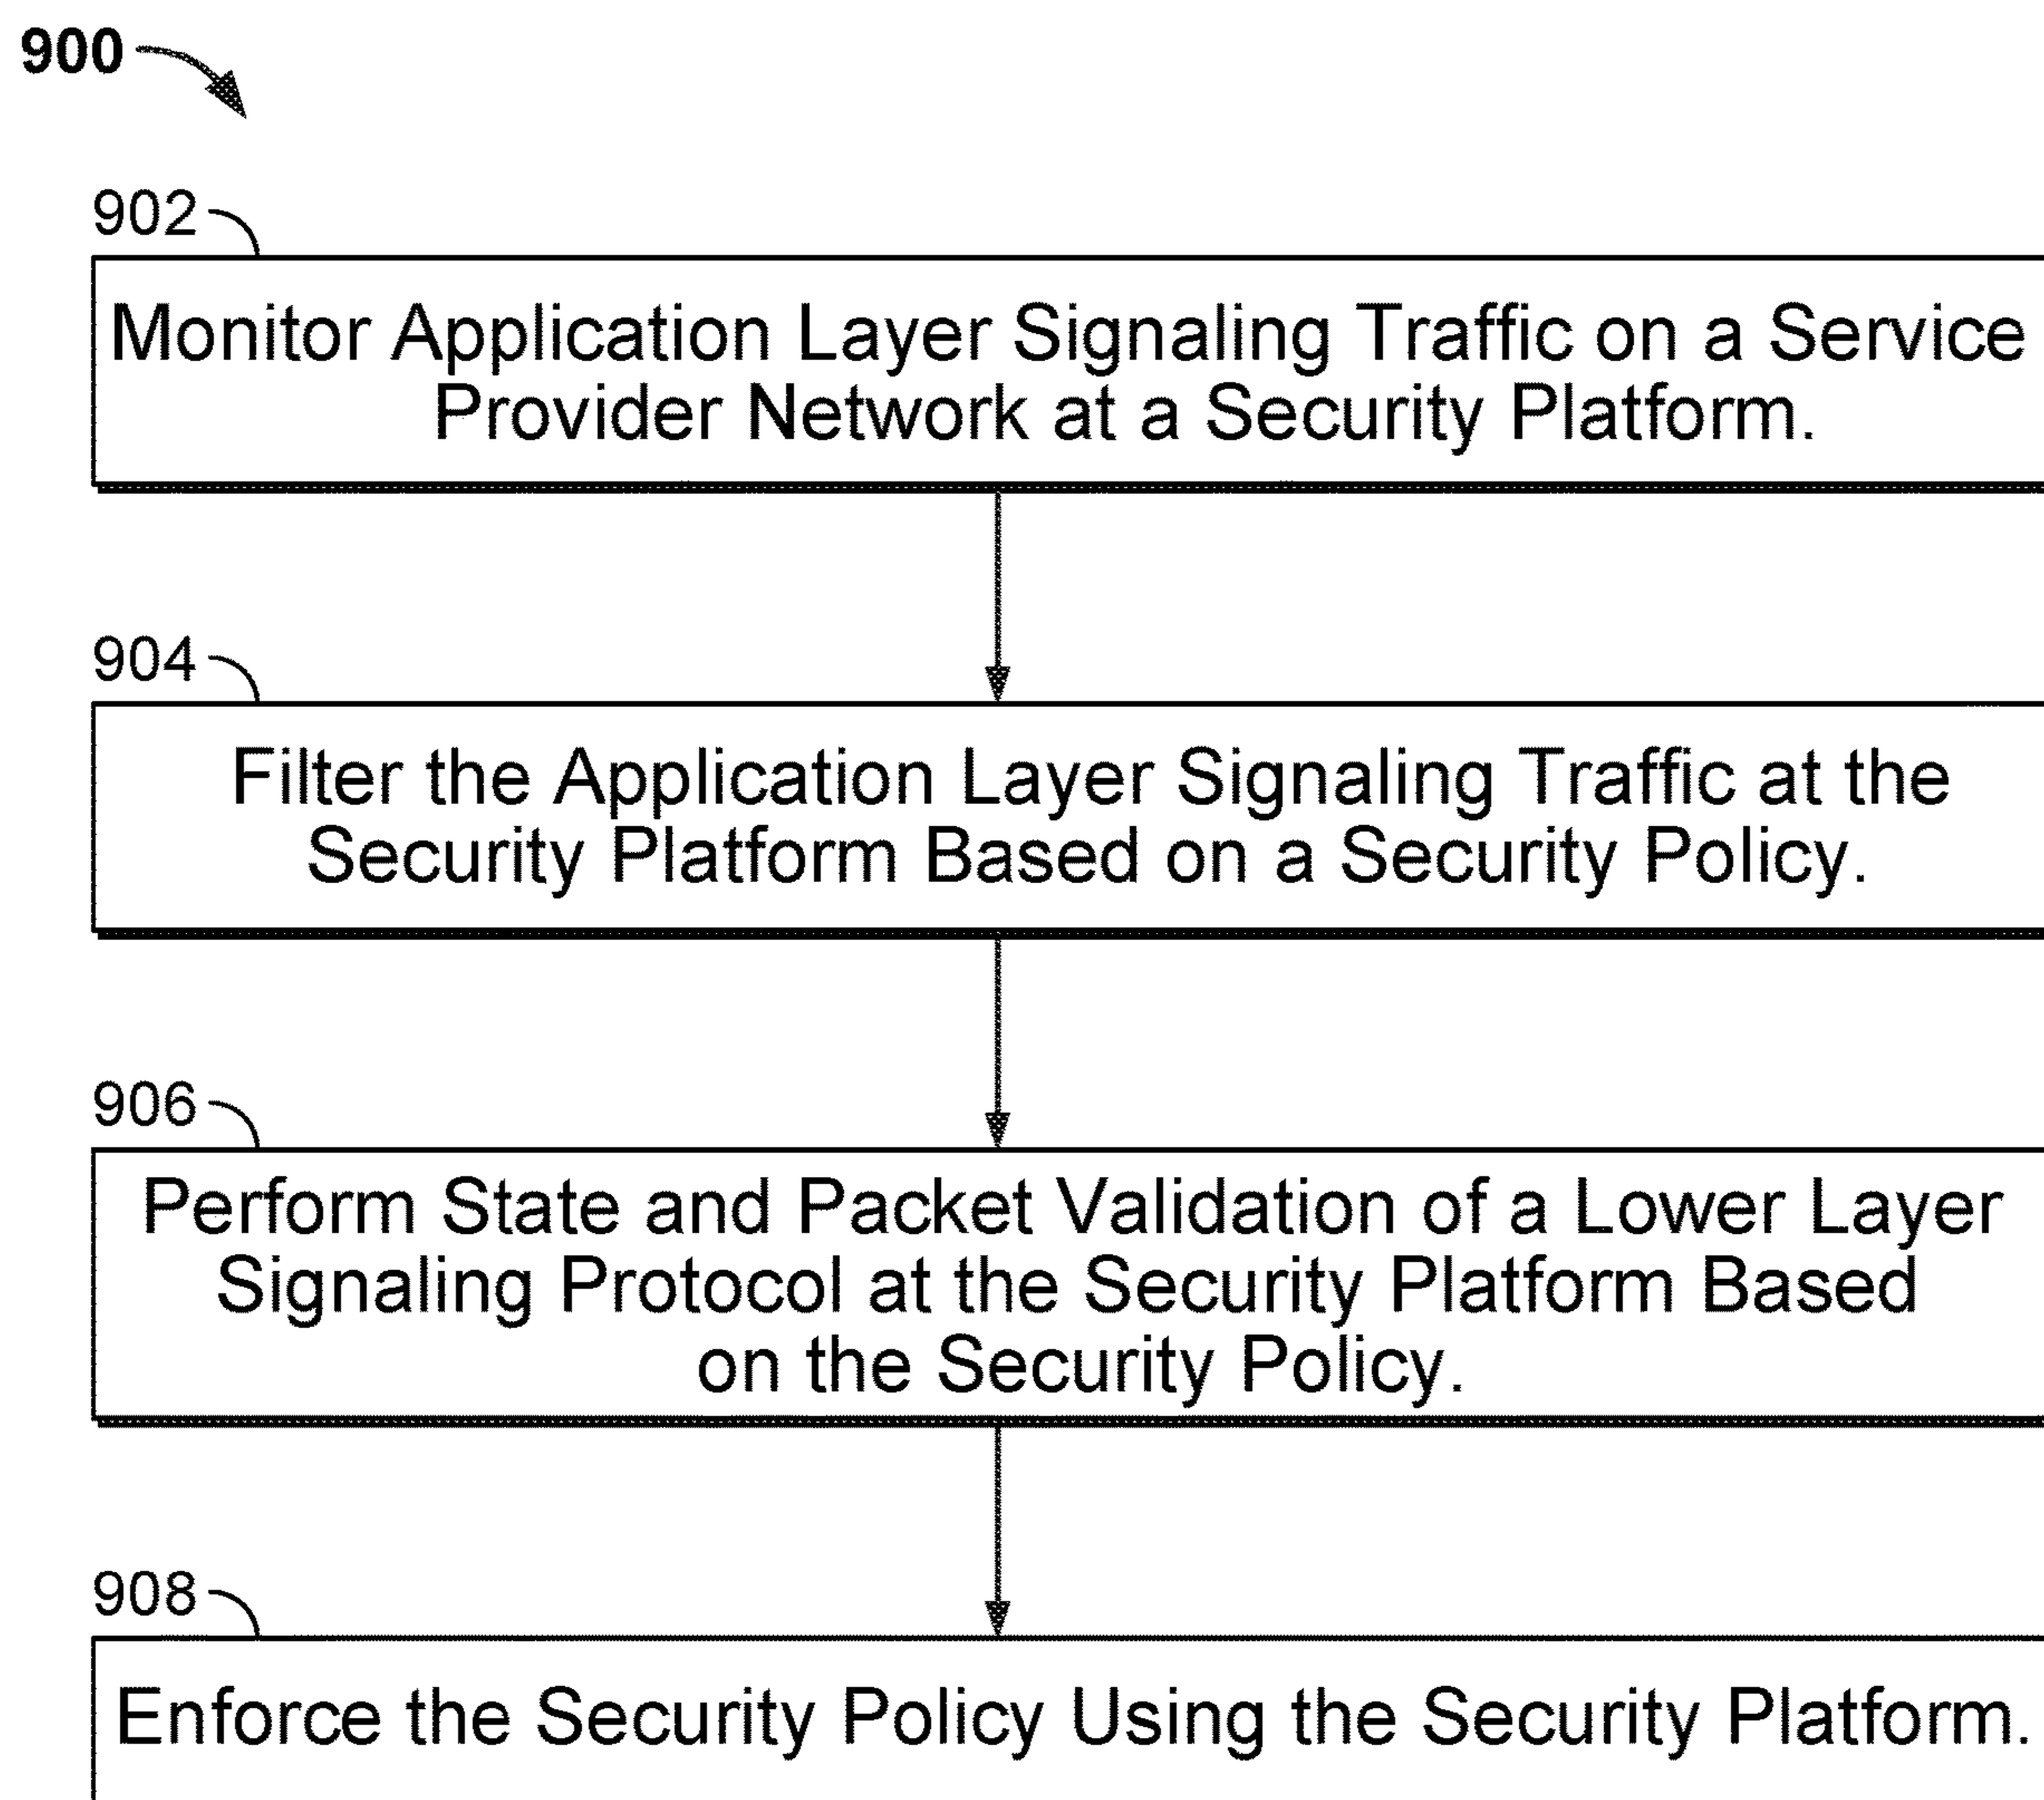 900
902
Monitor Application Layer Signaling Traffic on a Service
Provider Network at a Security Platform.
904
Filter the Application Layer Signaling Traffic at the
Security Platform Based on a Security Policy.
906
Perform State and Packet Validation of a Lower Layer
Signaling Protocol at the Security Platform Based
on the Security Policy.
908
Enforce the Security Policy Using the Security Platform.